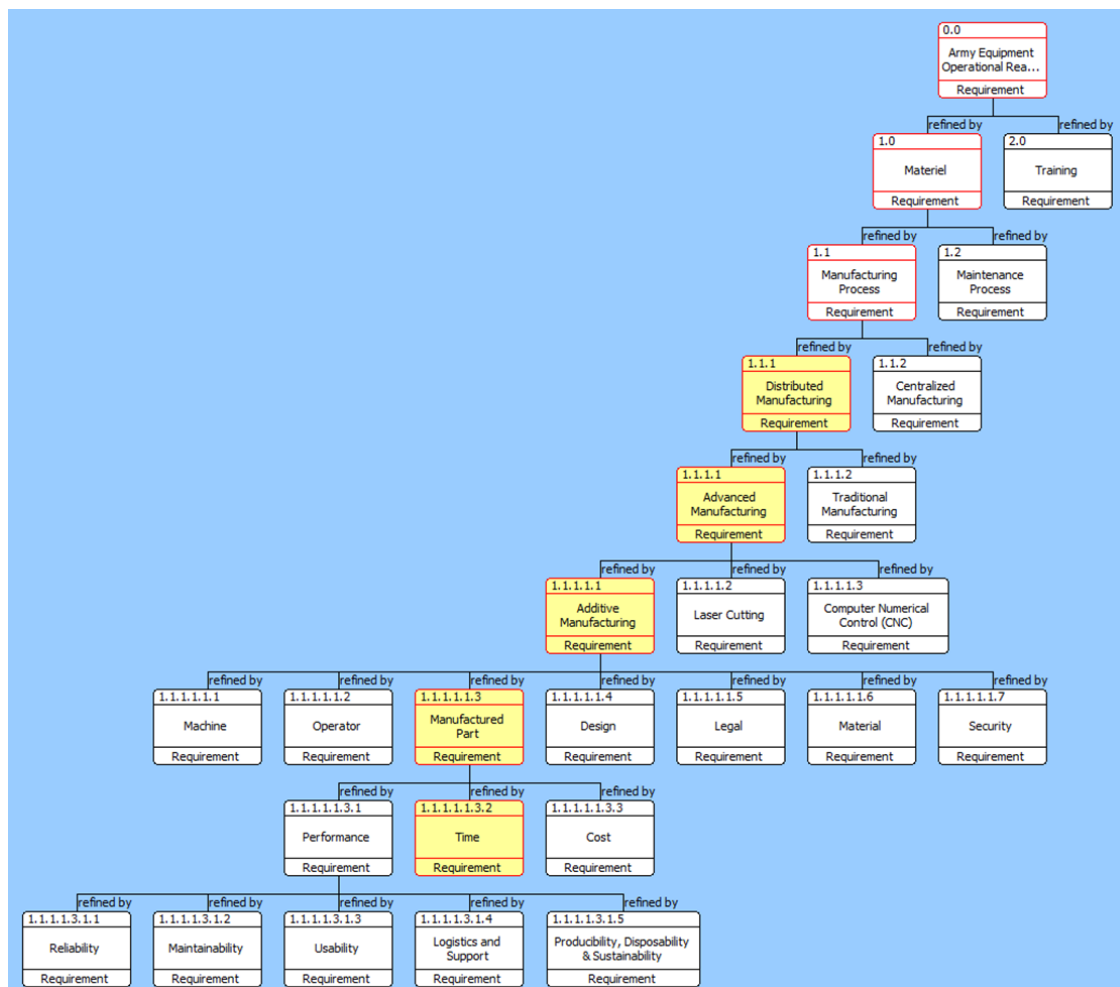 0.0
Army Equipment
Operational Rea...
Requirement
refined by
refined by
1.0
Materiel
Requirement
2.0
Training
Requirement
refined by
refined by
1.1
Manufacturing
Process
Requirement
1.2
Maintenance
Process
Requirement
refined by
refined by
1.1.1
Distributed
Manufacturing
Requirement
1.1.2
Centralized
Manufacturing
Requirement
refined by
refined by
1.1.1.1
Advanced
Manufacturing
Requirement
1.1.1.2
Traditional
Manufacturing
Requirement
refined by
refined by
refined by
1.1.1.1.1
Additive
Manufacturing
Requirement
1.1.1.1.2
Laser Cutting
Requirement
1.1.1.1.3
Computer Numerical
Control (CNC)
Requirement
refined by
refined by
refined by
refined by
refined by
refined by
refined by
1.1.1.1.1.1
Machine
Requirement
1.1.1.1.1.2
Operator
Requirement
1.1.1.1.1.3
Manufactured
Part
Requirement
1.1.1.1.1.4
Design
Requirement
1.1.1.1.1.5
Legal
Requirement
1.1.1.1.1.6
Material
Requirement
1.1.1.1.1.7
Security
Requirement
refined by
refined by
refined by
1.1.1.1.1.3.1
Performance
Requirement
1.1.1.1.1.3.2
Time
Requirement
1.1.1.1.1.3.3
Cost
Requirement
refined by
refined by
refined by
refined by
refined by
1.1.1.1.3.1.1
Reliability
Requirement
1.1.1.1.3.1.2
Maintainability
Requirement
1.1.1.1.3.1.3
Usability
Requirement
1.1.1.1.3.1.4
Logistics and
Support
Requirement
1.1.1.1.3.1.5
Producibility, Disposability
& Sustainability
Requirement